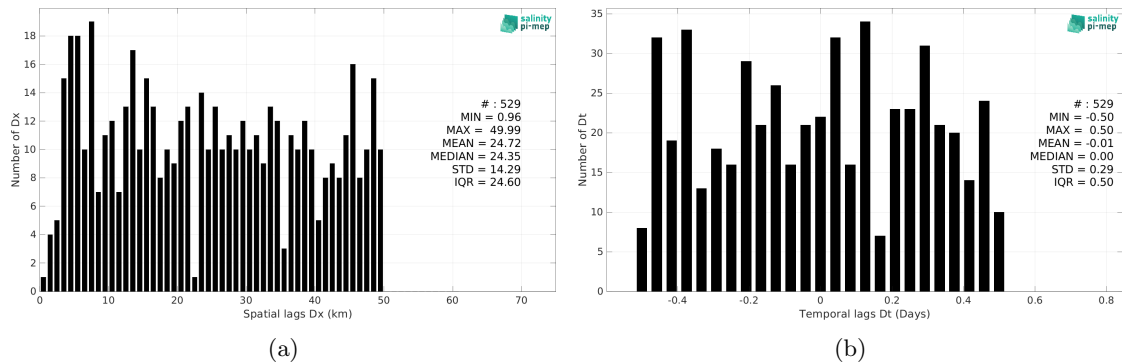 salinity
pi-mep
18
16
14
12
10
8
6
4
2
0
Number of Dx
# : 529
MIN = 0.96
MAX = 49.99
MEAN = 24.72
MEDIAN = 24.35
STD = 14.29
IQR = 24.60
0 10 20 30 40 50 60 70
Spatial lags Dx (km)
(a)
salinity
pi-mep
35
30
25
20
15
10
5
0
Number of Dt
# : 529
MIN = -0.50
MAX = 0.50
MEAN = -0.01
MEDIAN = 0.00
STD = 0.29
IQR = 0.50
-0.4 -0.2 0 0.2 0.4 0.6 0.8
Temporal lags Dt (Days)
(b)